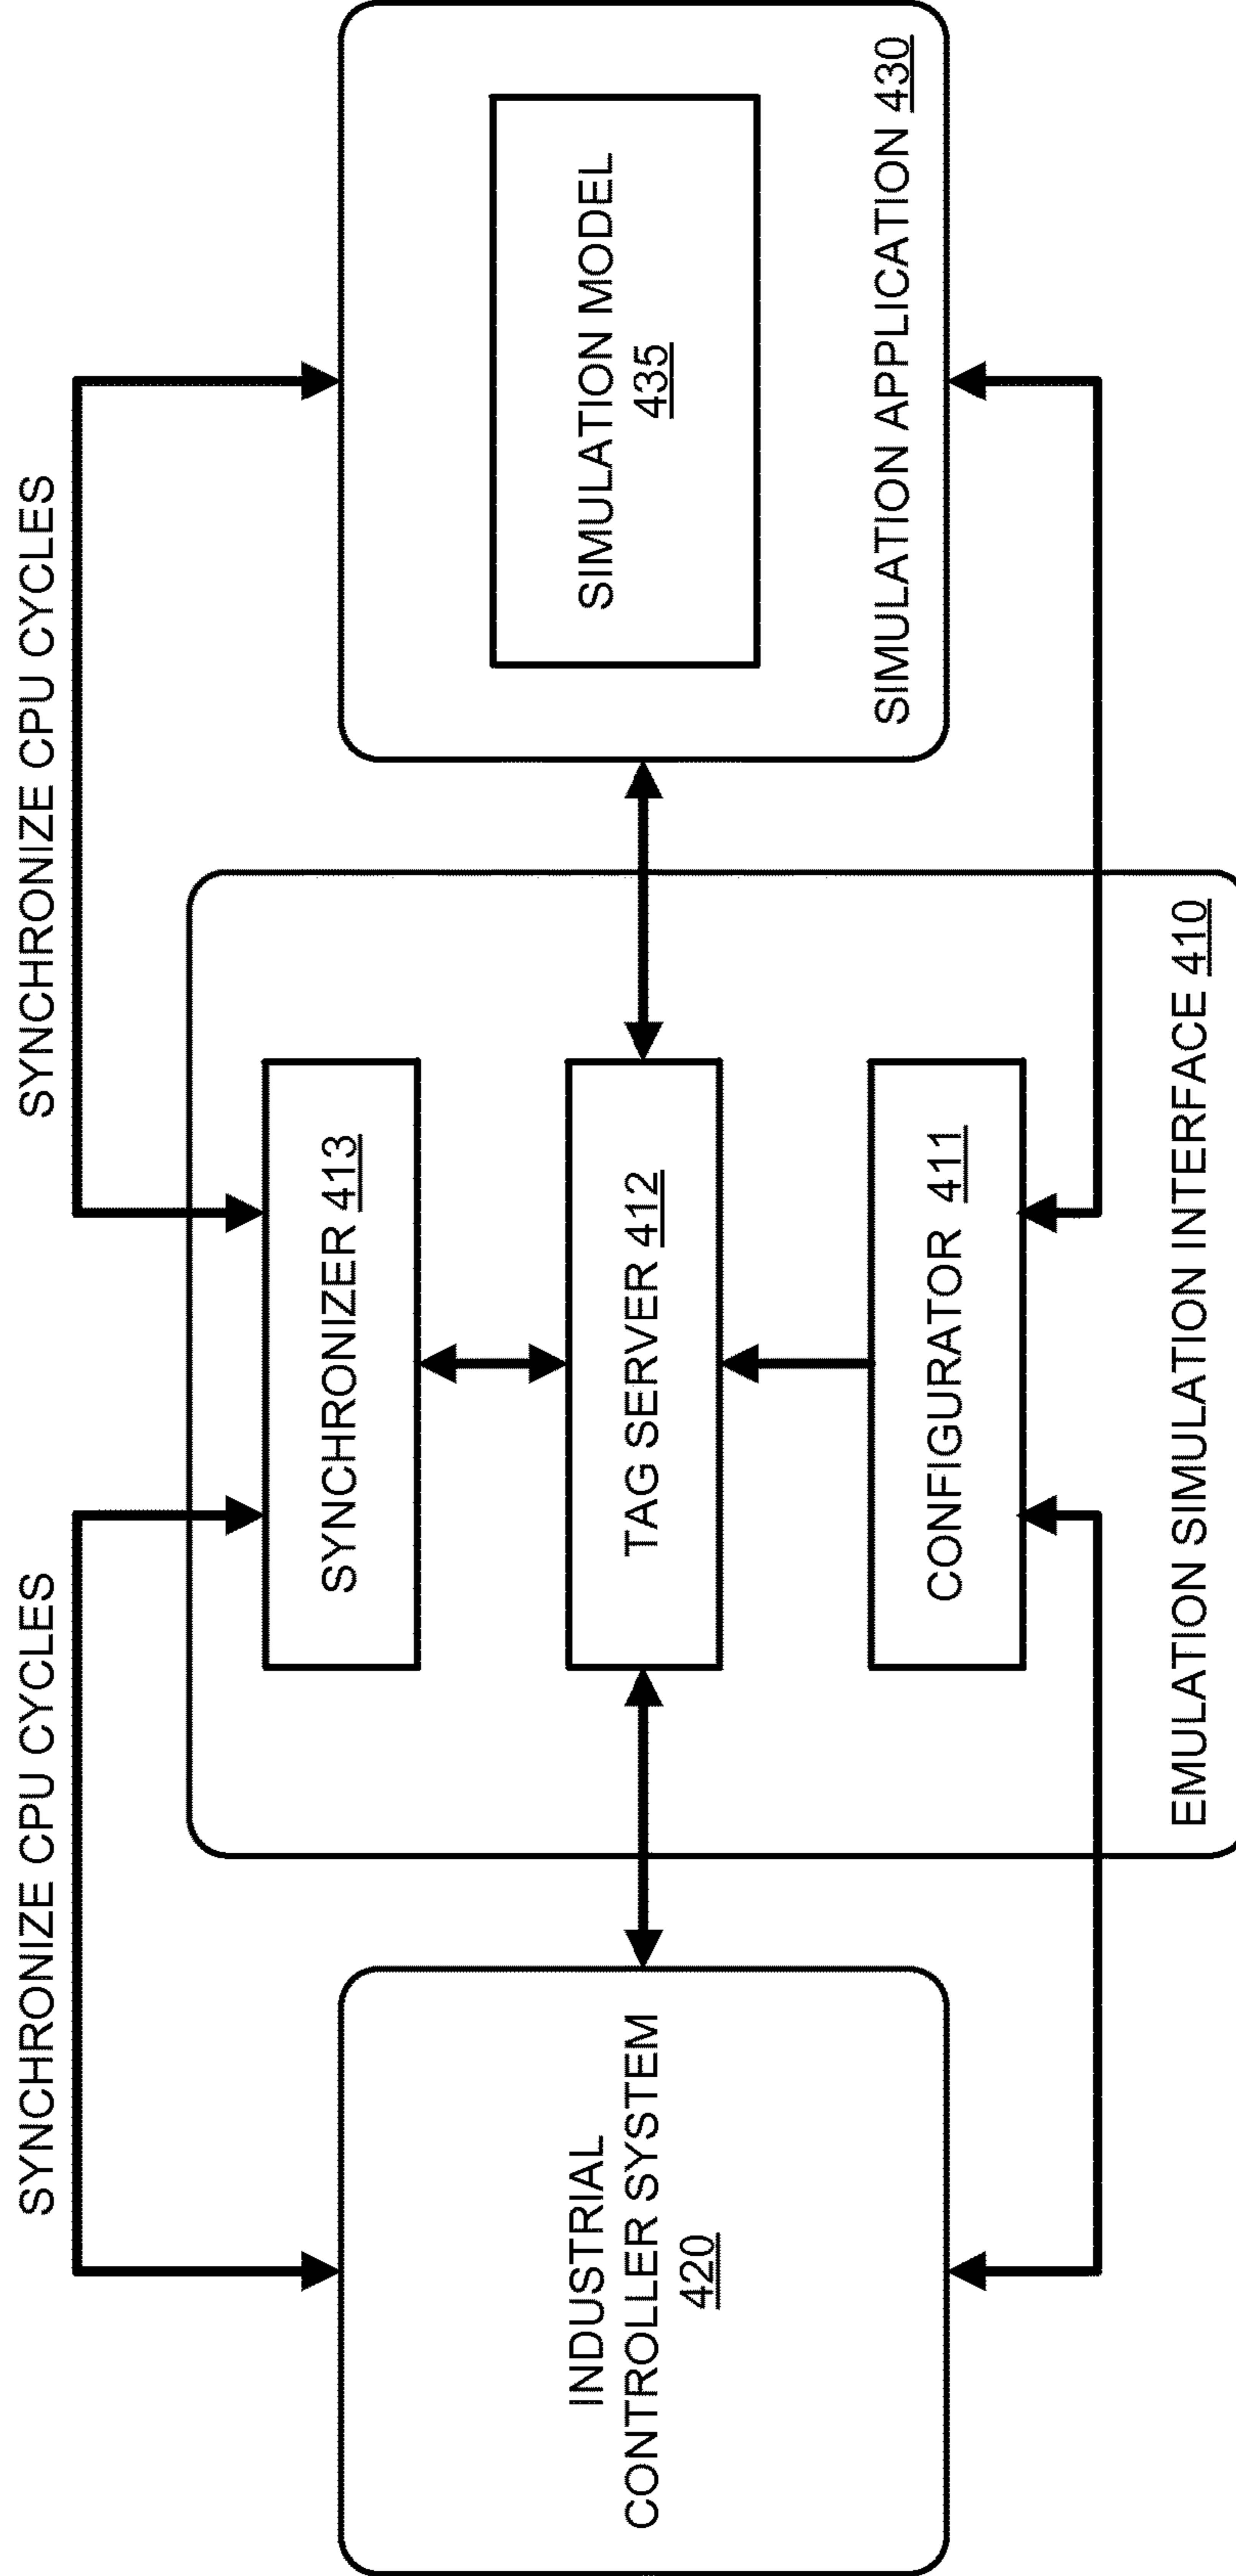 SYNCHRONIZE CPU CYCLES
SYNCHRONIZE CPU CYCLES
INDUSTRIAL
CONTROLLER SYSTEM
420
SYNCHRONIZER 413
TAG SERVER 412
CONFIGURATOR 411
EMULATION SIMULATION INTERFACE 410
SIMULATION MODEL
435
SIMULATION APPLICATION 430